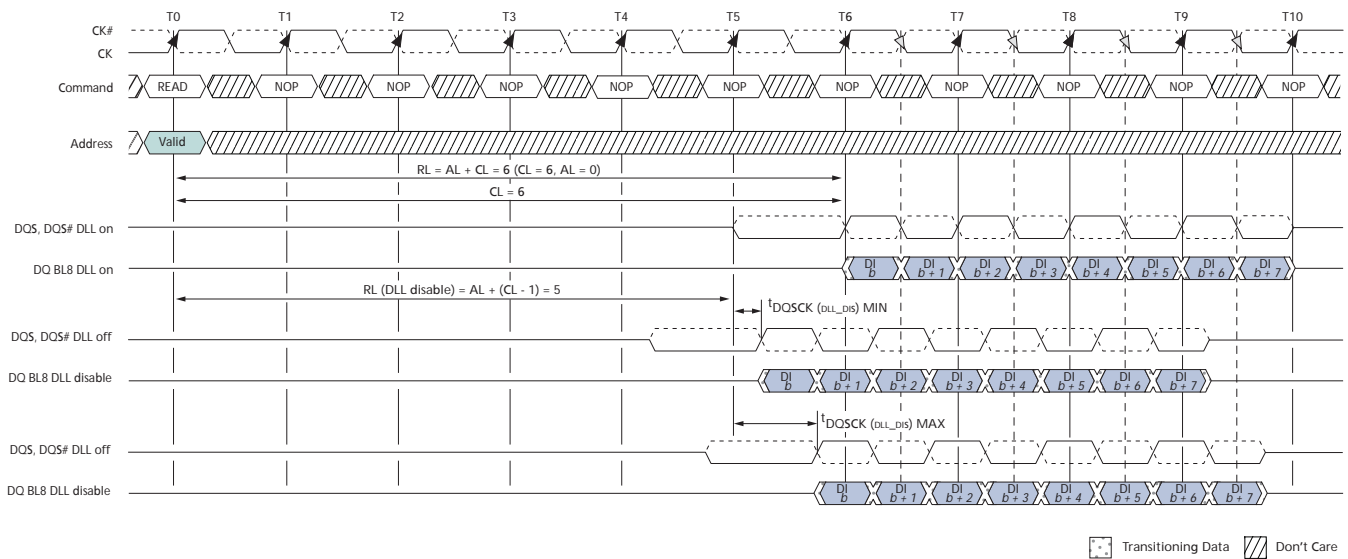 T0 T1 T2 T3 T4 T5 T6 T7 T8 T9 T10
CK#
CK
Command READ NOP NOP NOP NOP NOP NOP NOP NOP NOP NOP
Address Valid
RL = AL + CL = 6 (CL = 6, AL = 0)
CL = 6
DQS, DQS# DLL on
DQ BL8 DLL on DI b DI b + 1 DI b + 2 DI b + 3 DI b + 4 DI b + 5 DI b + 6 DI b + 7
RL (DLL disable) = AL + (CL - 1) = 5
tDQSCK (DLL_DIS) MIN
DQS, DQS# DLL off
DQ BL8 DLL disable DI b DI b + 1 DI b + 2 DI b + 3 DI b + 4 DI b + 5 DI b + 6 DI b + 7
tDQSCK (DLL_DIS) MAX
DQS, DQS# DLL off
DQ BL8 DLL disable DI b DI b + 1 DI b + 2 DI b + 3 DI b + 4 DI b + 5 DI b + 6 DI b + 7
Transitioning Data Don't Care